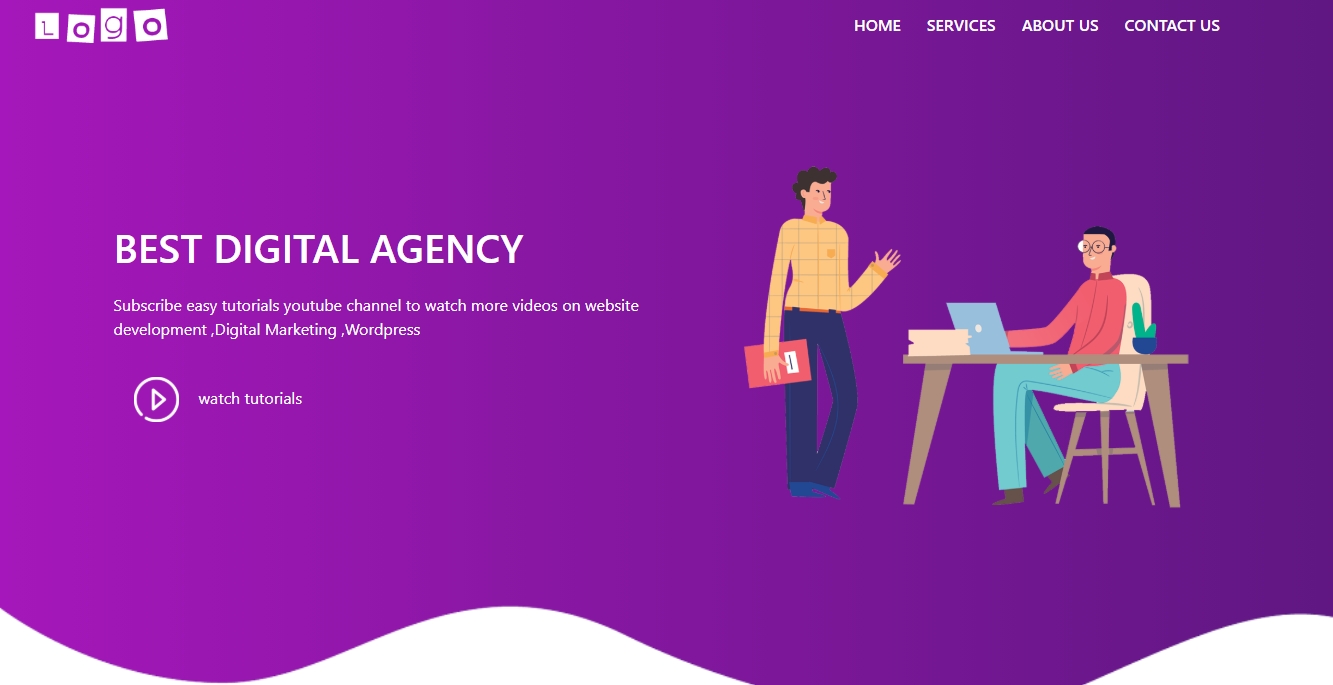 Logo
HOME SERVICES ABOUT US CONTACT US
BEST DIGITAL AGENCY
Subscribe easy tutorials youtube channel to watch more videos on website
development ,Digital Marketing ,Wordpress
watch tutorials